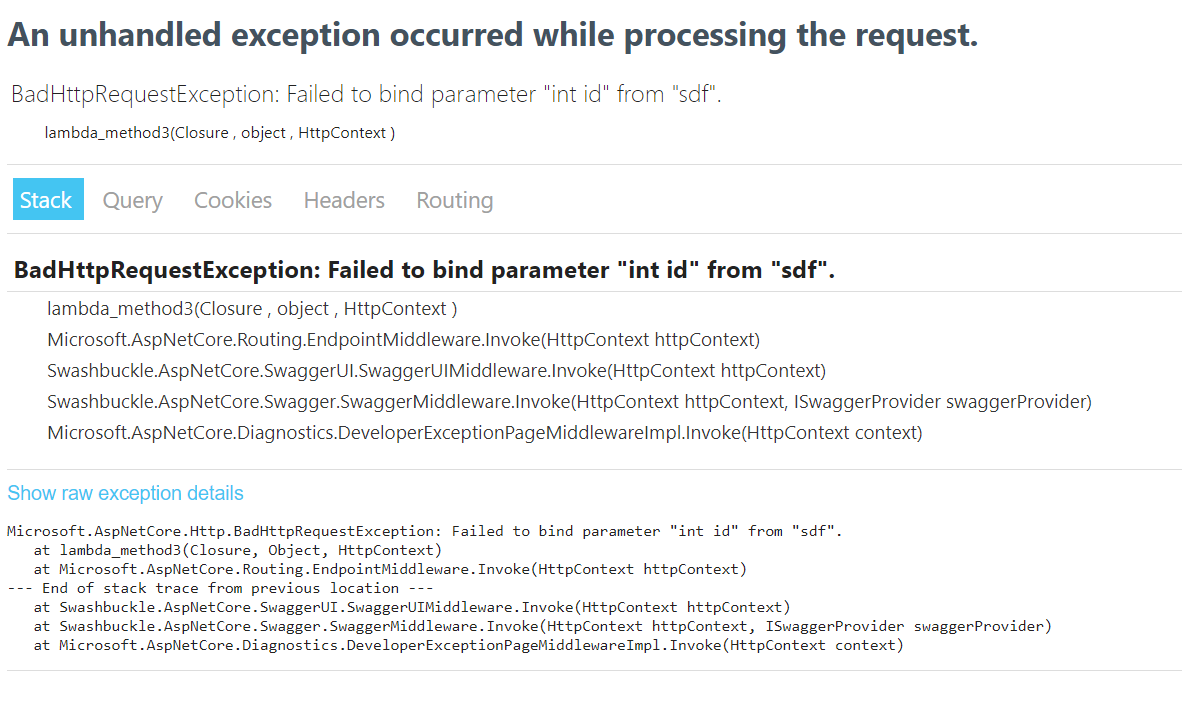 An unhandled exception occurred while processing the request.
BadHttpRequestException: Failed to bind parameter "int id" from "sdf".
lambda_method3(Closure , object , HttpContext )
Stack Query Cookies Headers Routing
BadHttpRequestException: Failed to bind parameter "int id" from "sdf".
lambda_method3(Closure , object , HttpContext )
Microsoft.AspNetCore.Routing.EndpointMiddleware.Invoke(HttpContext httpContext)
Swashbuckle.AspNetCore.SwaggerUI.SwaggerUIMiddleware.Invoke(HttpContext httpContext)
Swashbuckle.AspNetCore.Swagger.SwaggerMiddleware.Invoke(HttpContext httpContext, ISwaggerProvider swaggerProvider)
Microsoft.AspNetCore.Diagnostics.DeveloperExceptionPageMiddlewareImpl.Invoke(HttpContext context)
Show raw exception details
Microsoft.AspNetCore.Http.BadHttpRequestException: Failed to bind parameter "int id" from "sdf".
   at lambda_method3(Closure, Object, HttpContext)
   at Microsoft.AspNetCore.Routing.EndpointMiddleware.Invoke(HttpContext httpContext)
--- End of stack trace from previous location ---
   at Swashbuckle.AspNetCore.SwaggerUI.SwaggerUIMiddleware.Invoke(HttpContext httpContext)
   at Swashbuckle.AspNetCore.Swagger.SwaggerMiddleware.Invoke(HttpContext httpContext, ISwaggerProvider swaggerProvider)
   at Microsoft.AspNetCore.Diagnostics.DeveloperExceptionPageMiddlewareImpl.Invoke(HttpContext context)